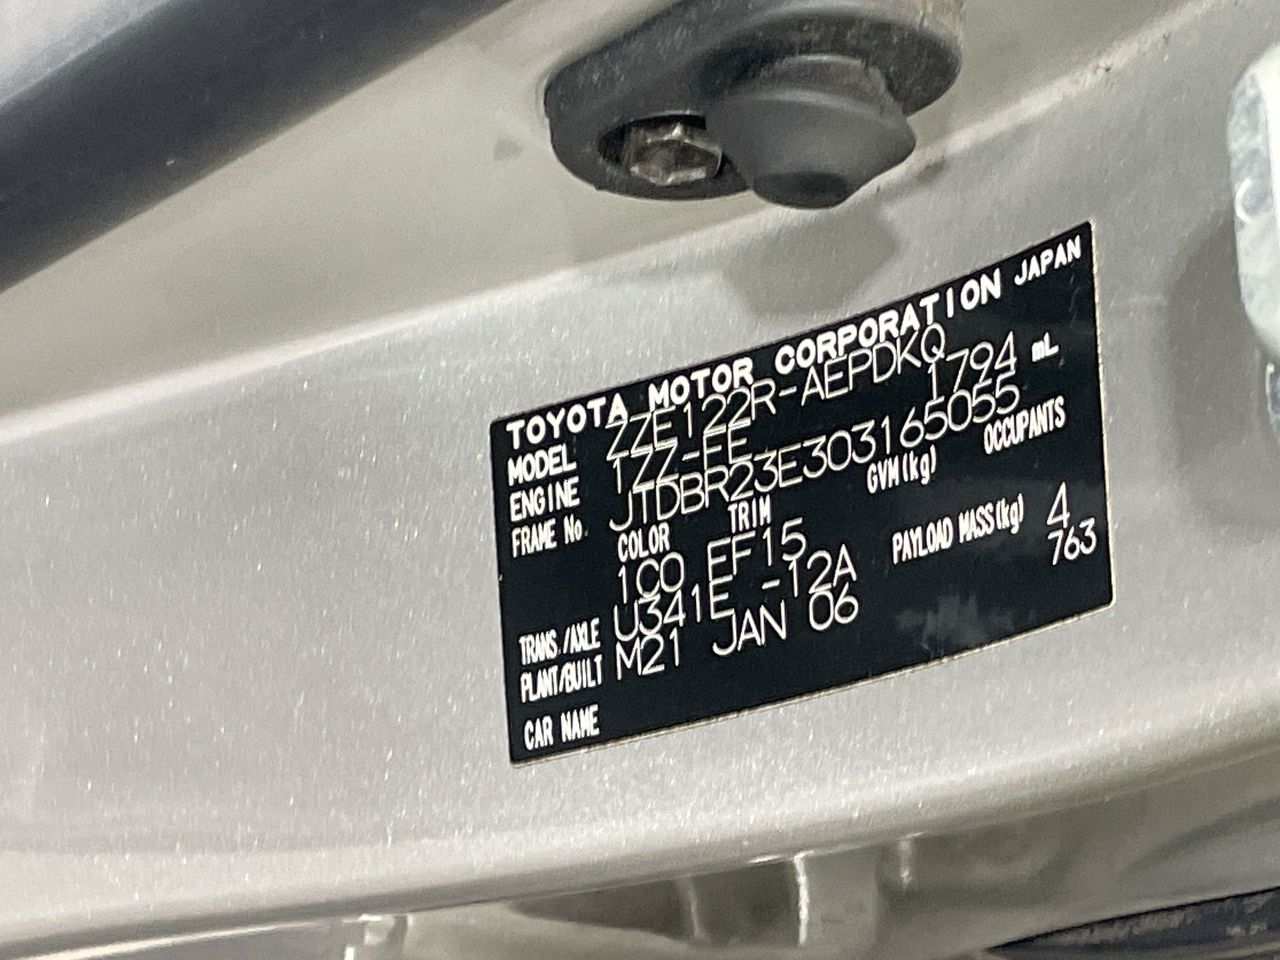 TOYOTA MOTOR CORPORATION JAPAN
MODEL ZZE122R-AEPDKQ
ENGINE 1ZZ-FE 1794 mL
FRAME No. JTDBR23E303165055
COLOR TRIM GVM(kg) OCCUPANTS
1C0 EF15 PAYLOAD MASS(kg) 4
TRANS./AXLE U341E -12A 763
PLANT/BUILT M21 JAN 06
CAR NAME